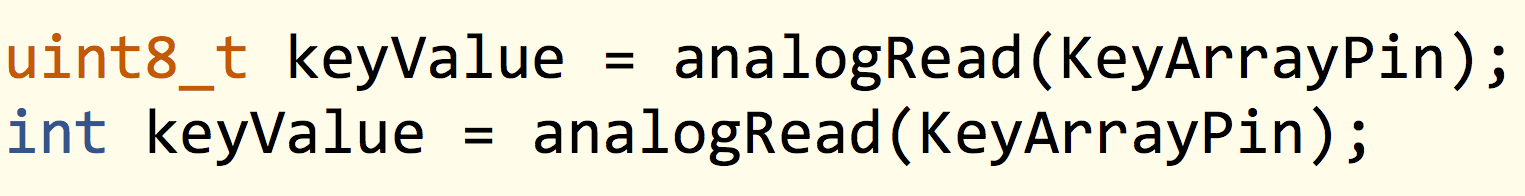 uint8_t keyValue = analogRead(KeyArrayPin);
int keyValue = analogRead(KeyArrayPin);